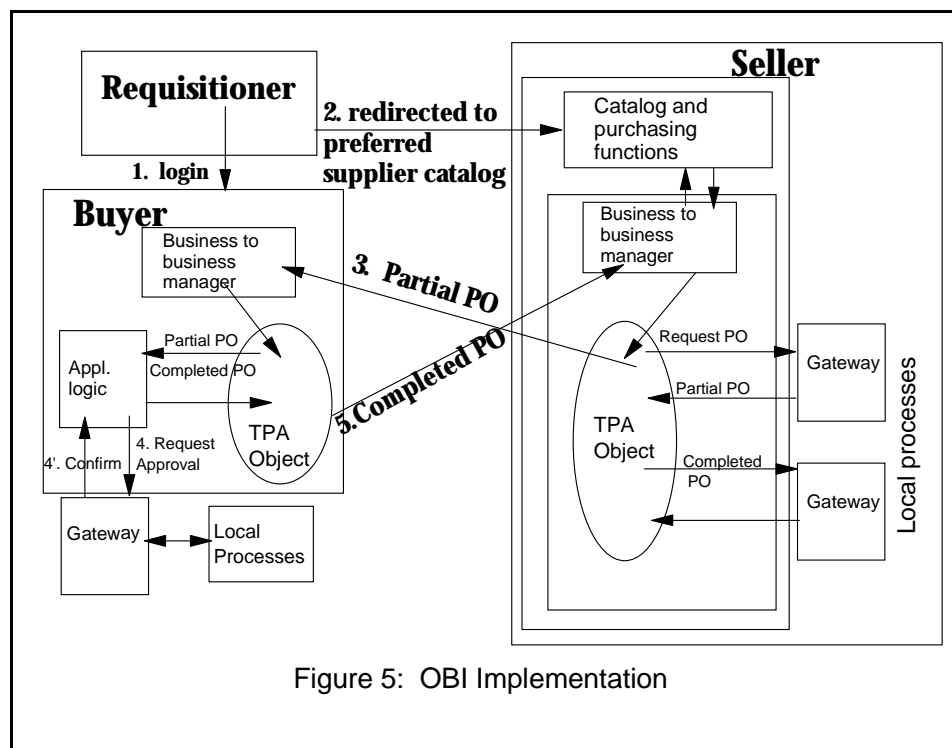 Requisitioner
1. login
2. redirected to
preferred
supplier catalog
Seller
Catalog and
purchasing
functions
Buyer
Business to
business
manager
3. Partial PO
Business to
business
manager
Appl.
logic
Partial PO
Completed PO
TPA
Object
4'. Confirm
4. Request
Approval
5.Completed PO
Gateway
Local
Processes
TPA
Object
Request PO
Partial PO
Completed
PO
Gateway
Gateway
Local processes
Figure 5: OBI Implementation